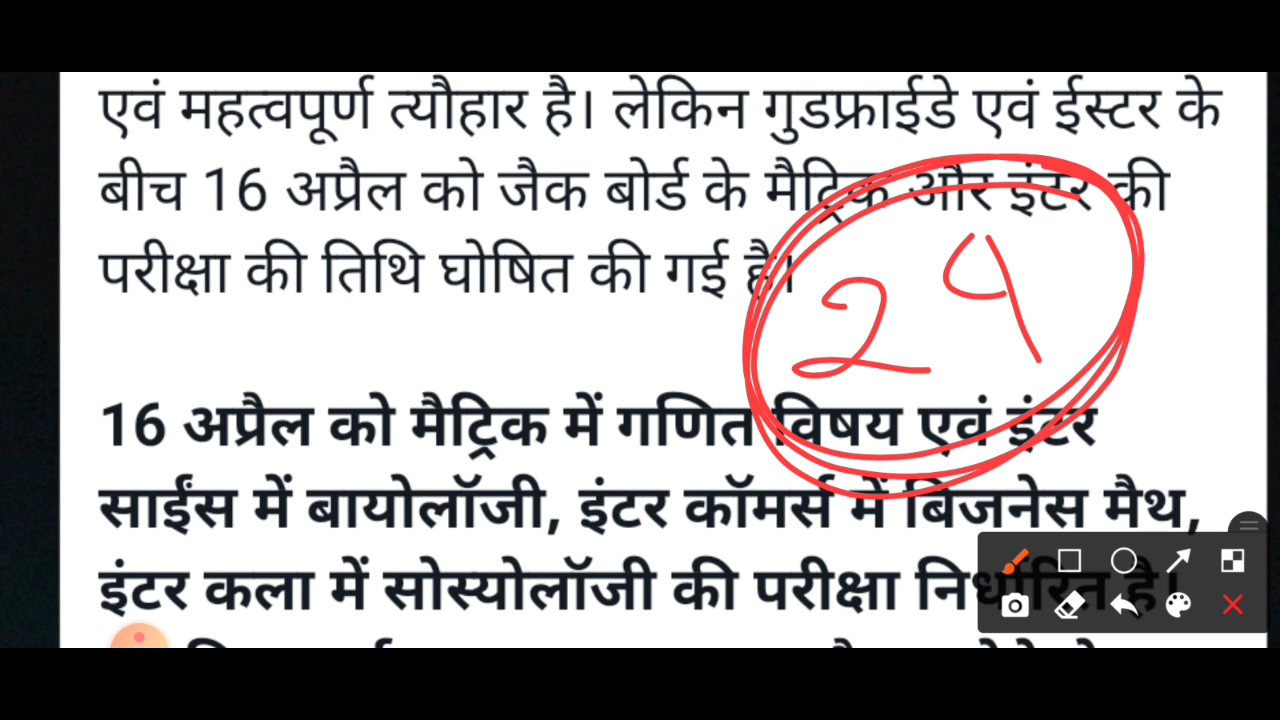 एवं महत्वपूर्ण त्यौहार है। लेकिन गुडफ्राईडे एवं ईस्टर के
बीच 16 अप्रैल को जैक बोर्ड के मैट्रिक और इंटर की
परीक्षा की तिथि घोषित की गई है।
24
16 अप्रैल को मैट्रिक में गणित विषय एवं इंटर
साईंस में बायोलॉजी, इंटर कॉमर्स में बिजनेस मैथ,
इंटर कला में सोस्योलॉजी की परीक्षा निर्धारित है।